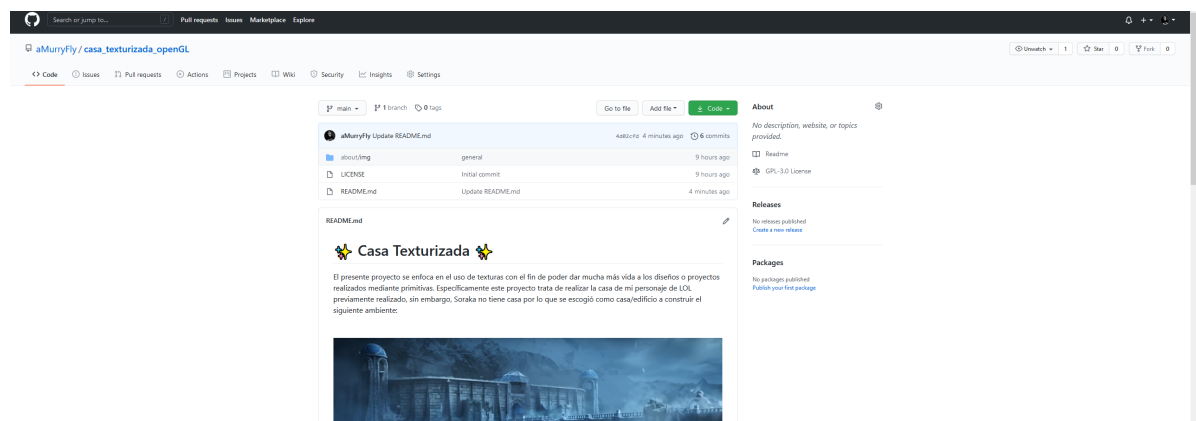 Search or jump to... /
Pull requests Issues Marketplace Explore
aMurryFly / casa_texturizada_openGL
Unwatch 1 Star 0 Fork 0
Code Issues Pull requests Actions Projects Wiki Security Insights Settings
main 1 branch 0 tags
Go to file Add file Code
aMurryFly Update README.md 4d82cfd 4 minutes ago 6 commits
about/img general 9 hours ago
LICENSE Initial commit 9 hours ago
README.md Update README.md 4 minutes ago
README.md
Casa Texturizada
El presente proyecto se enfoca en el uso de texturas con el fin de poder dar mucha más vida a los diseños o proyectos
realizados mediante primitivas. Específicamente este proyecto trata de realizar la casa de mi personaje de LOL
previamente realizado, sin embargo, Soraka no tiene casa por lo que se escogió como casa/edificio a construir el
siguiente ambiente:
About
No description, website, or topics
provided.
Readme
GPL-3.0 License
Releases
No releases published
Create a new release
Packages
No packages published
Publish your first package